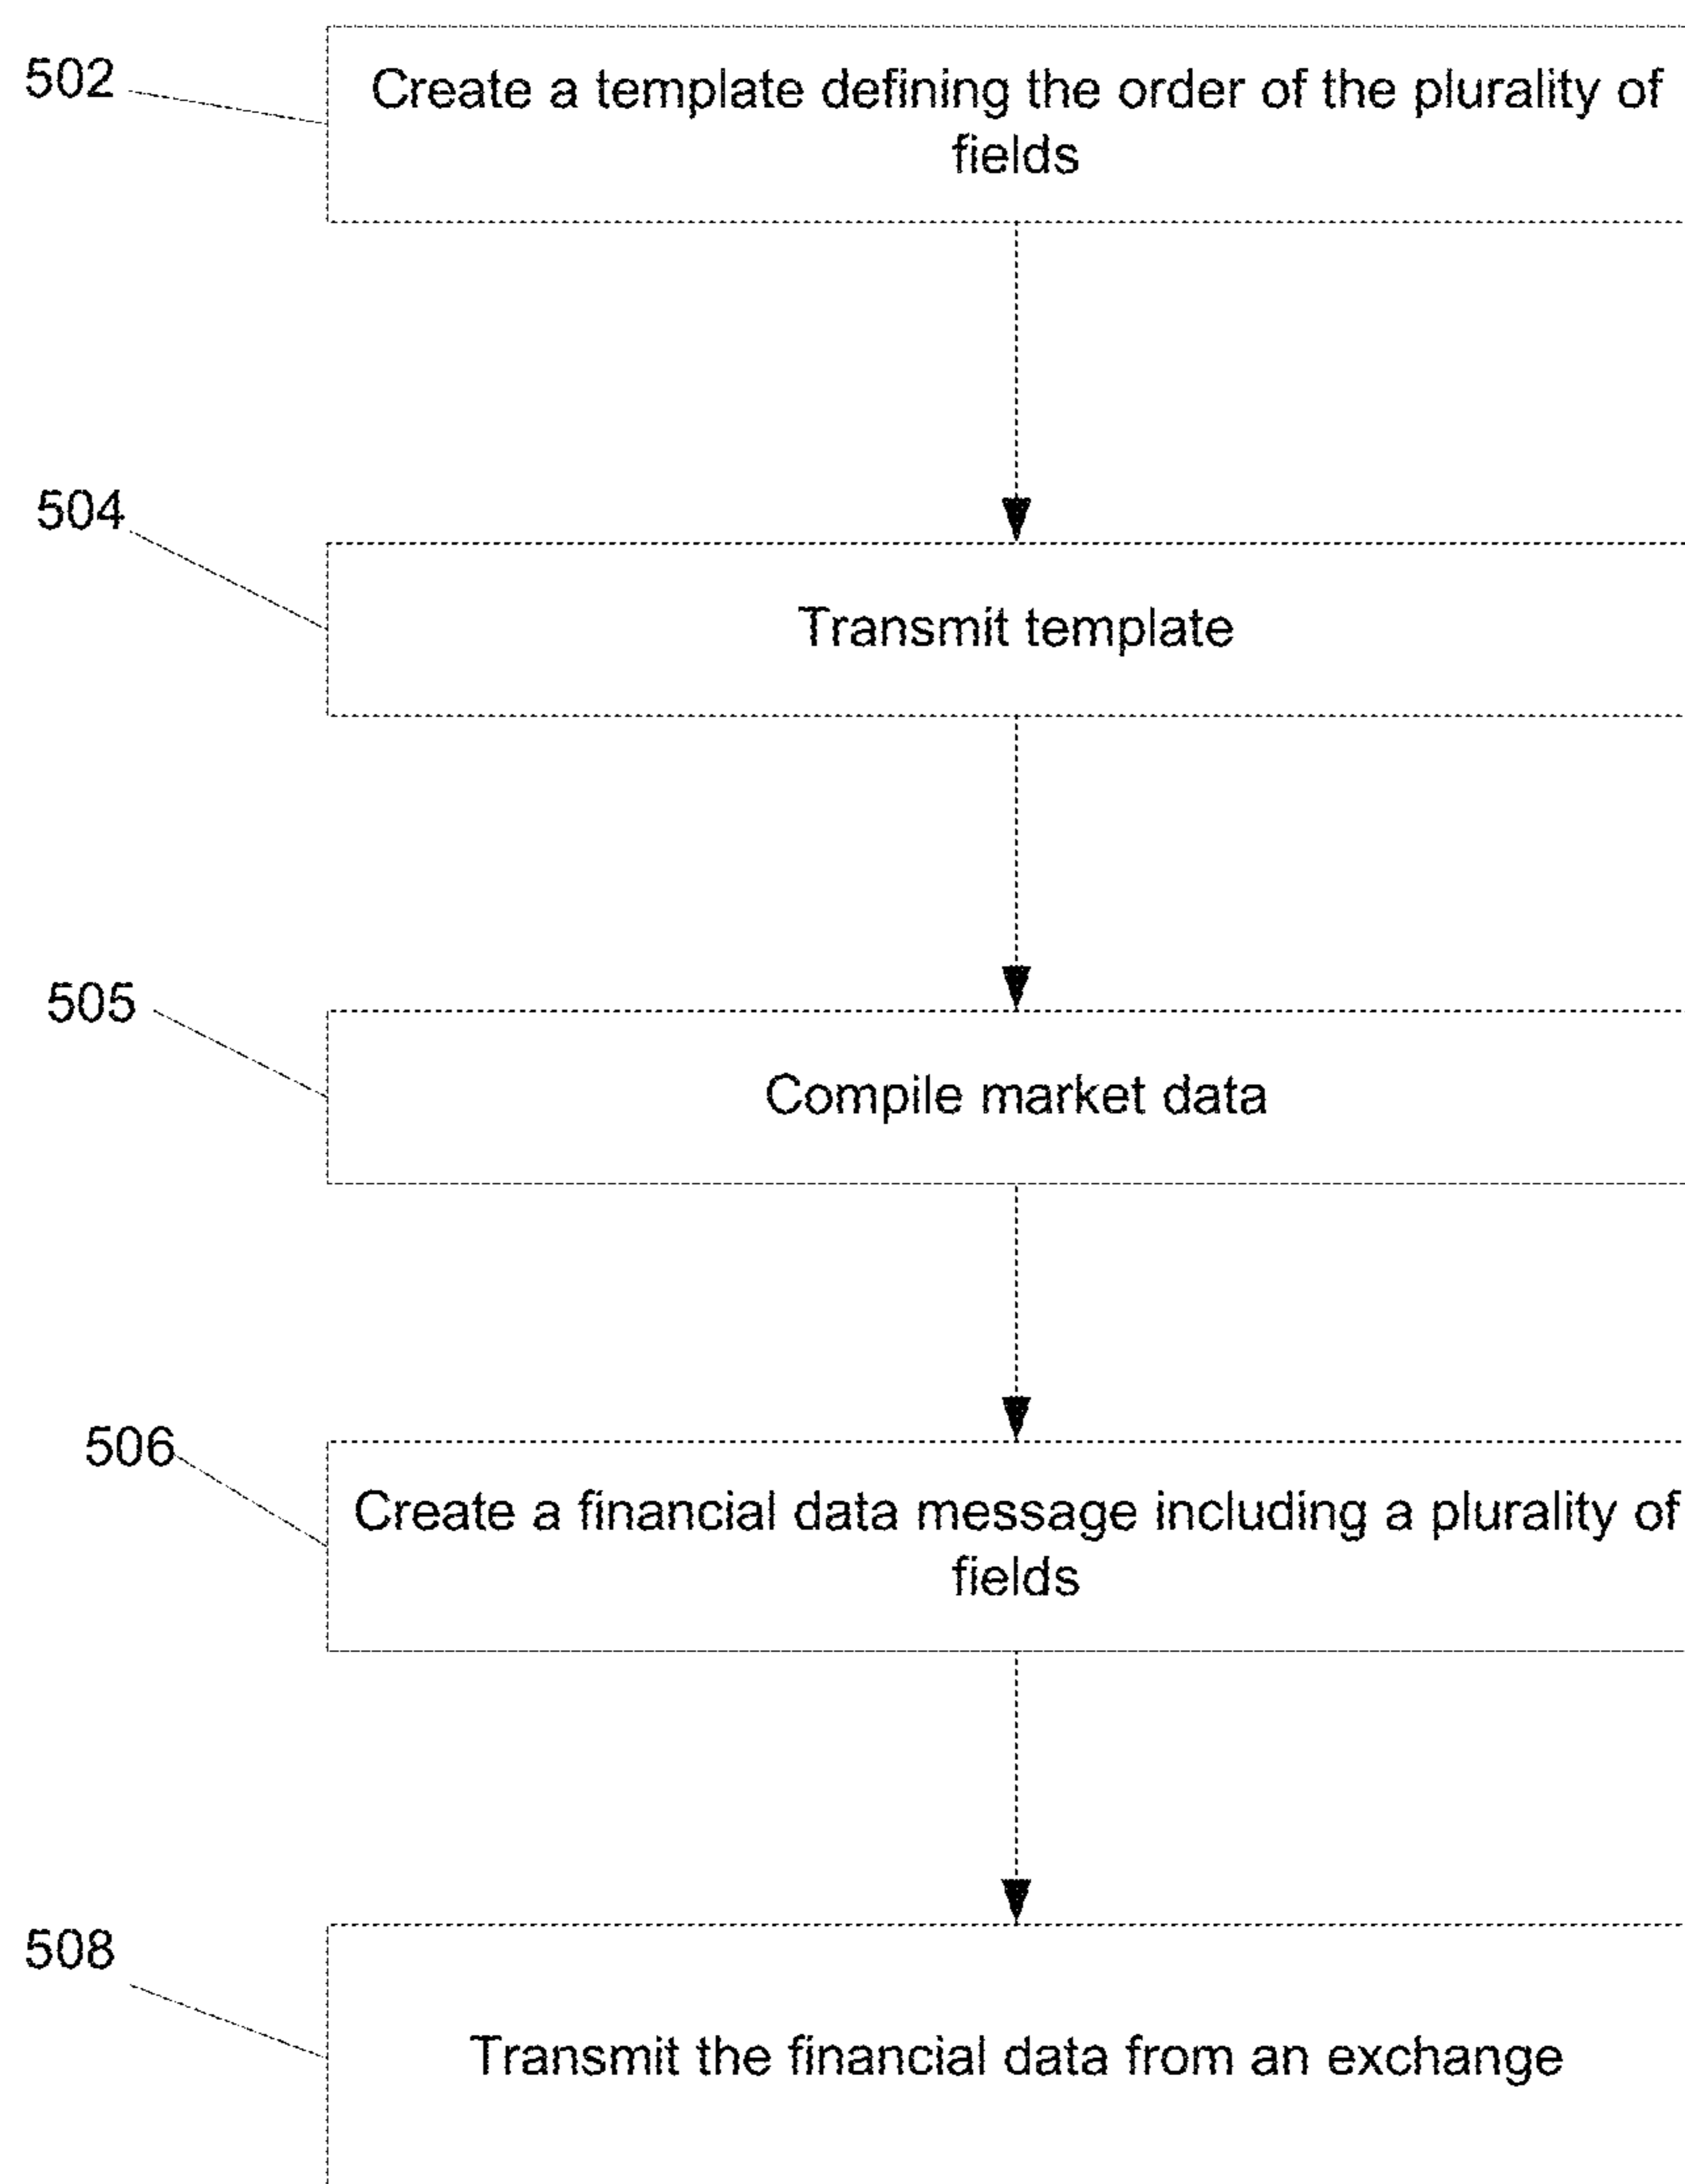 502
Create a template defining the order of the plurality of
fields
504
Transmit template
505
Compile market data
506
Create a financial data message including a plurality of
fields
508
Transmit the financial data from an exchange